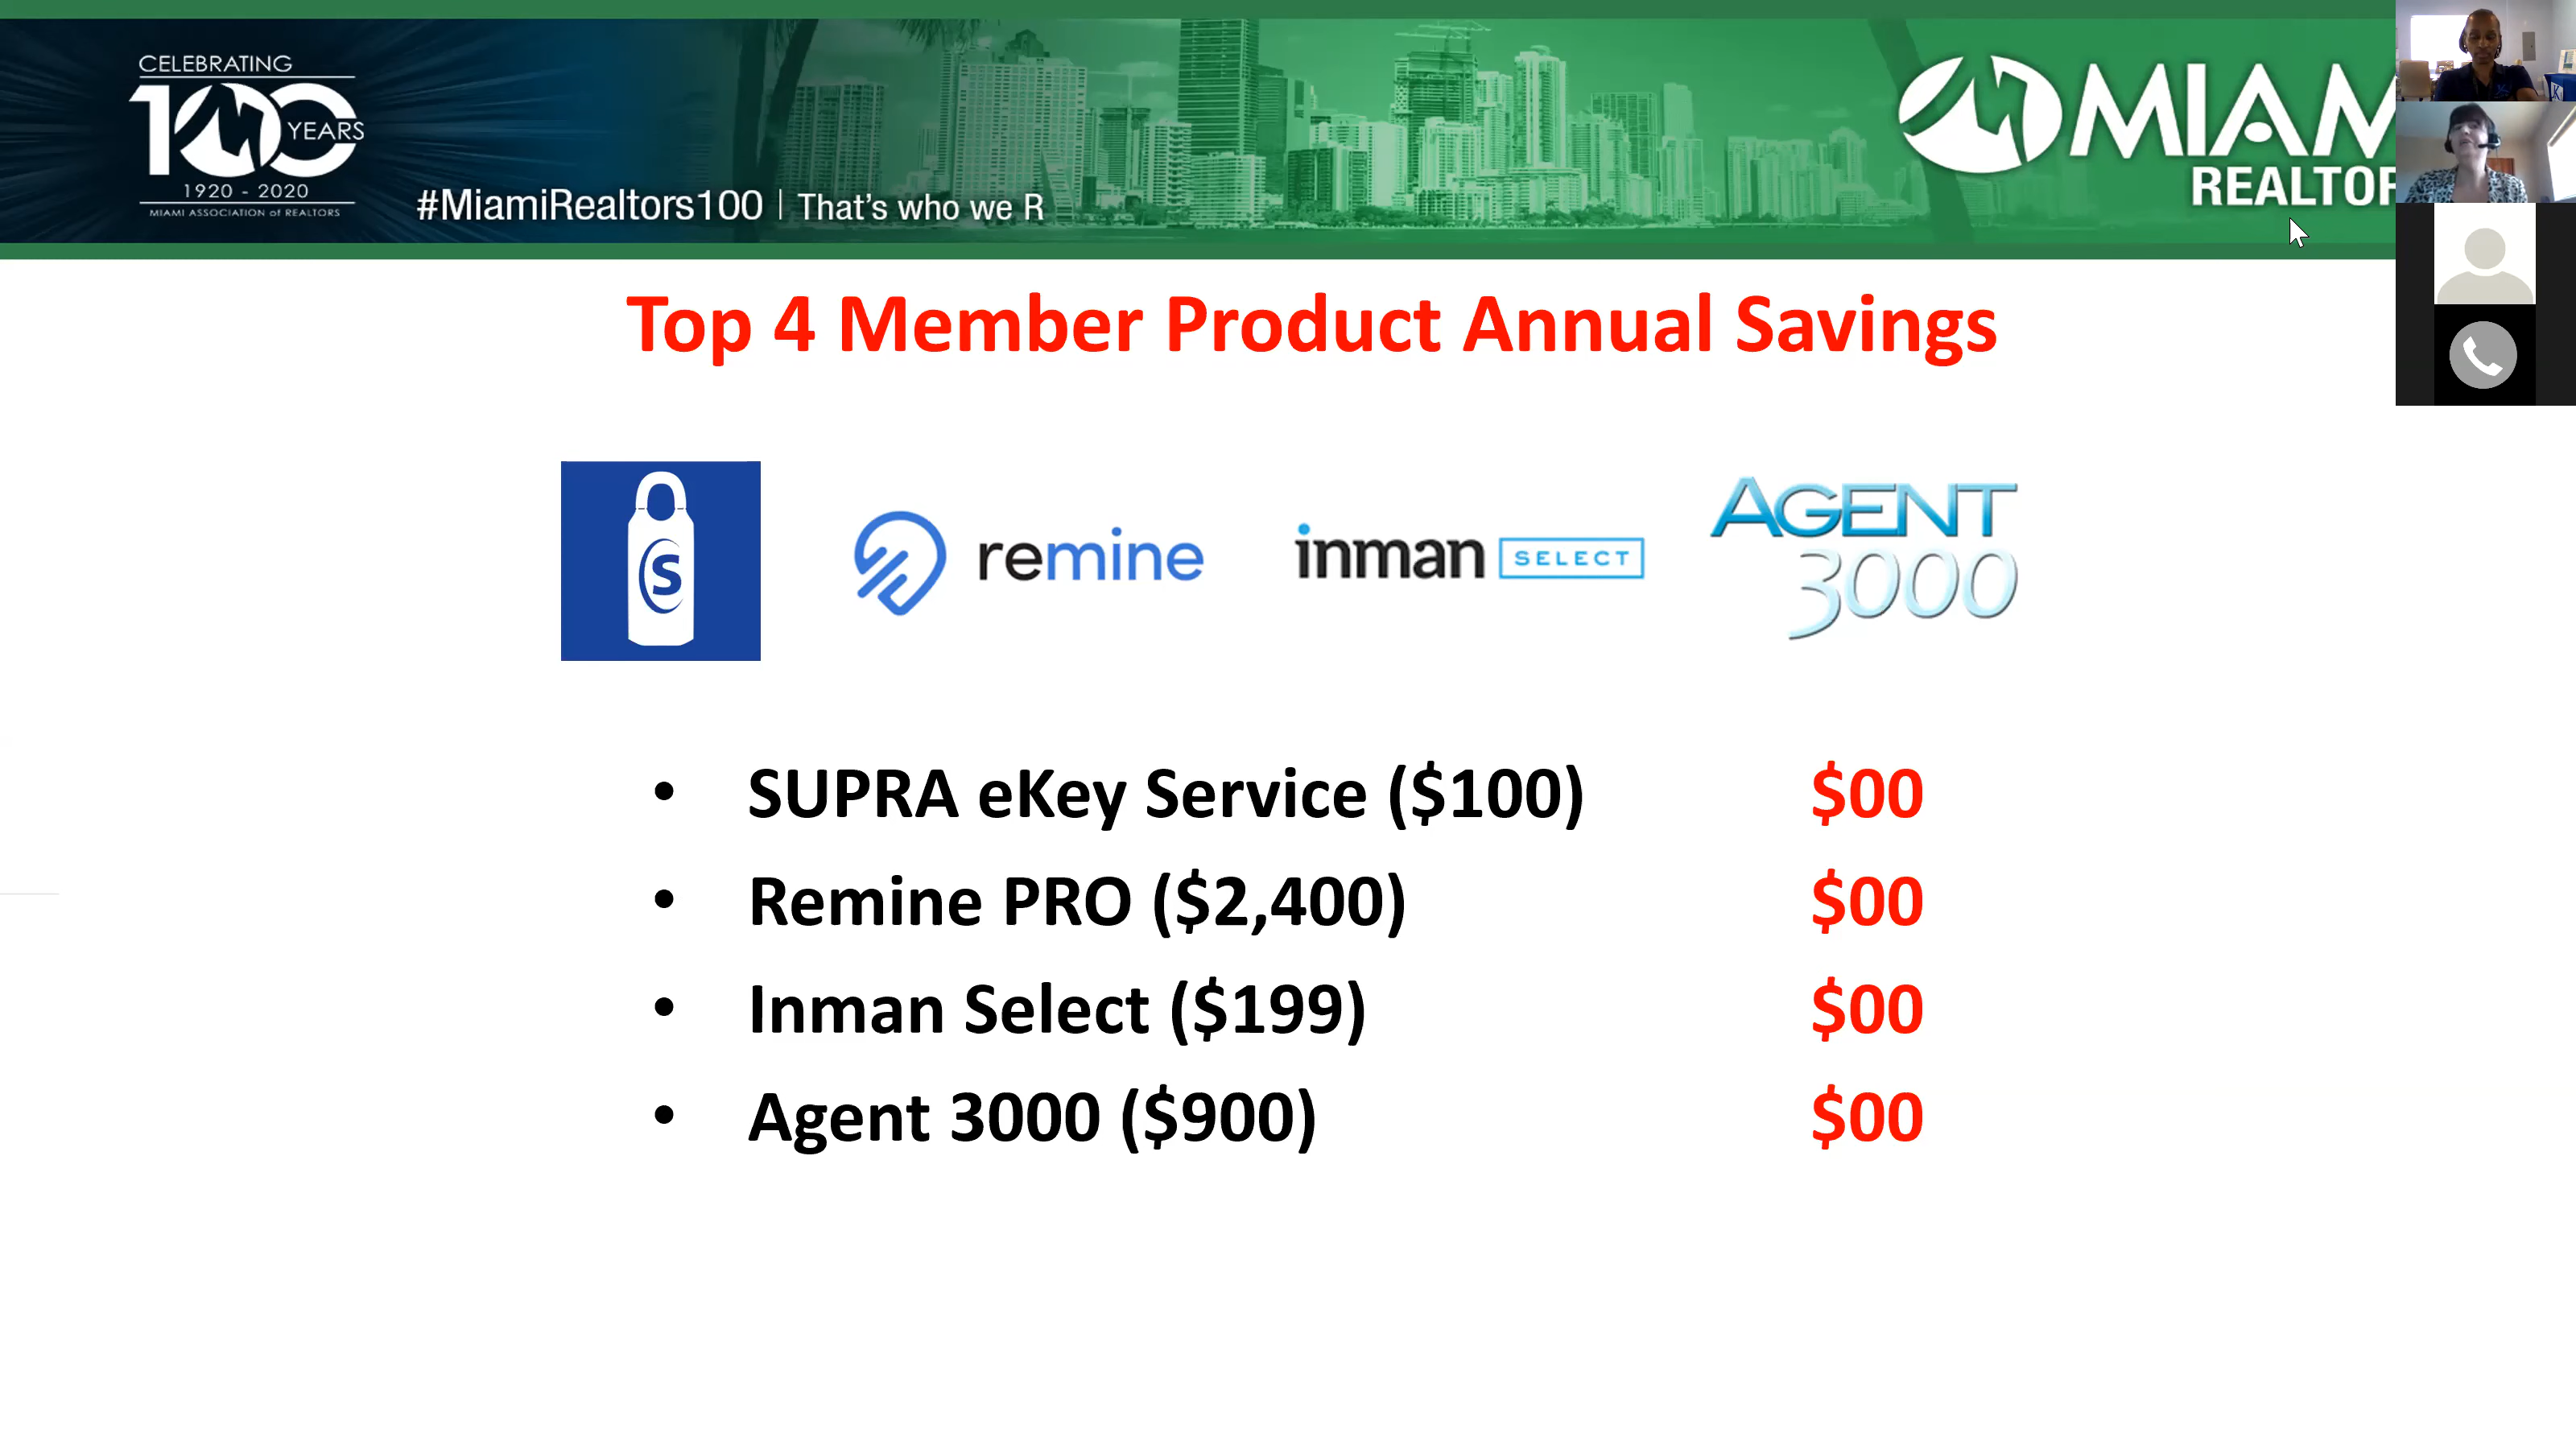 CELEBRATING
100 YEARS
1920 - 2020
MIAMI ASSOCIATION of REALTORS
#MiamiRealtors100 | That's who we R
MIAM
REALTOR
Top 4 Member Product Annual Savings
S
remine
inman SELECT
AGENT
3000
• SUPRA eKey Service ($100) $00
• Remine PRO ($2,400) $00
• Inman Select ($199) $00
• Agent 3000 ($900) $00